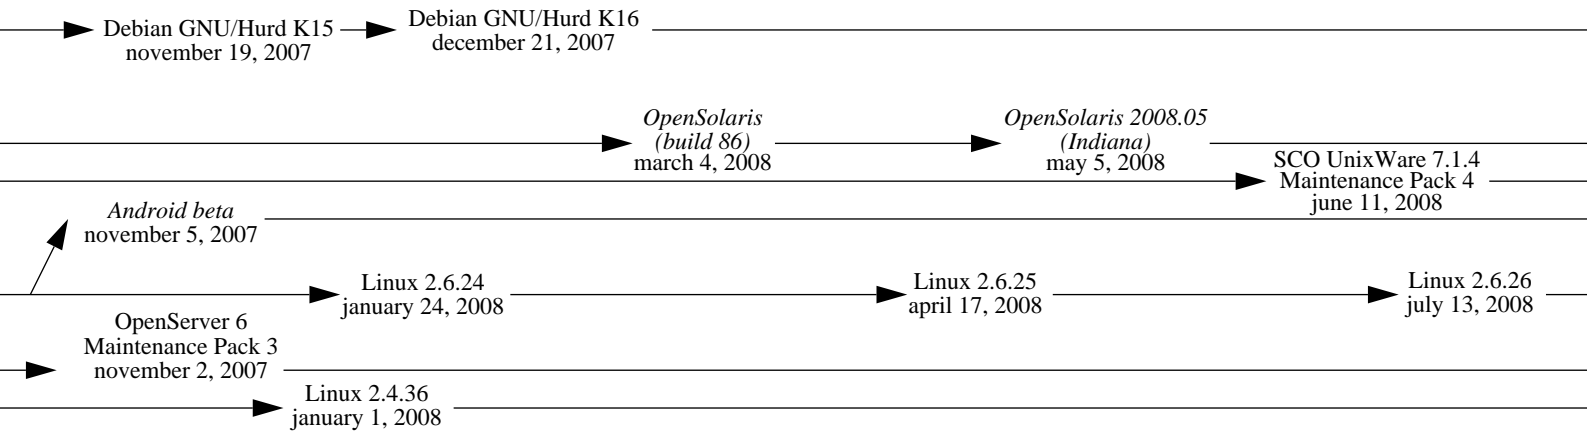 Debian GNU/Hurd K15
november 19, 2007
Debian GNU/Hurd K16
december 21, 2007
OpenSolaris
(build 86)
march 4, 2008
OpenSolaris 2008.05
(Indiana)
may 5, 2008
SCO UnixWare 7.1.4
Maintenance Pack 4
june 11, 2008
Android beta
november 5, 2007
Linux 2.6.24
january 24, 2008
Linux 2.6.25
april 17, 2008
Linux 2.6.26
july 13, 2008
OpenServer 6
Maintenance Pack 3
november 2, 2007
Linux 2.4.36
january 1, 2008